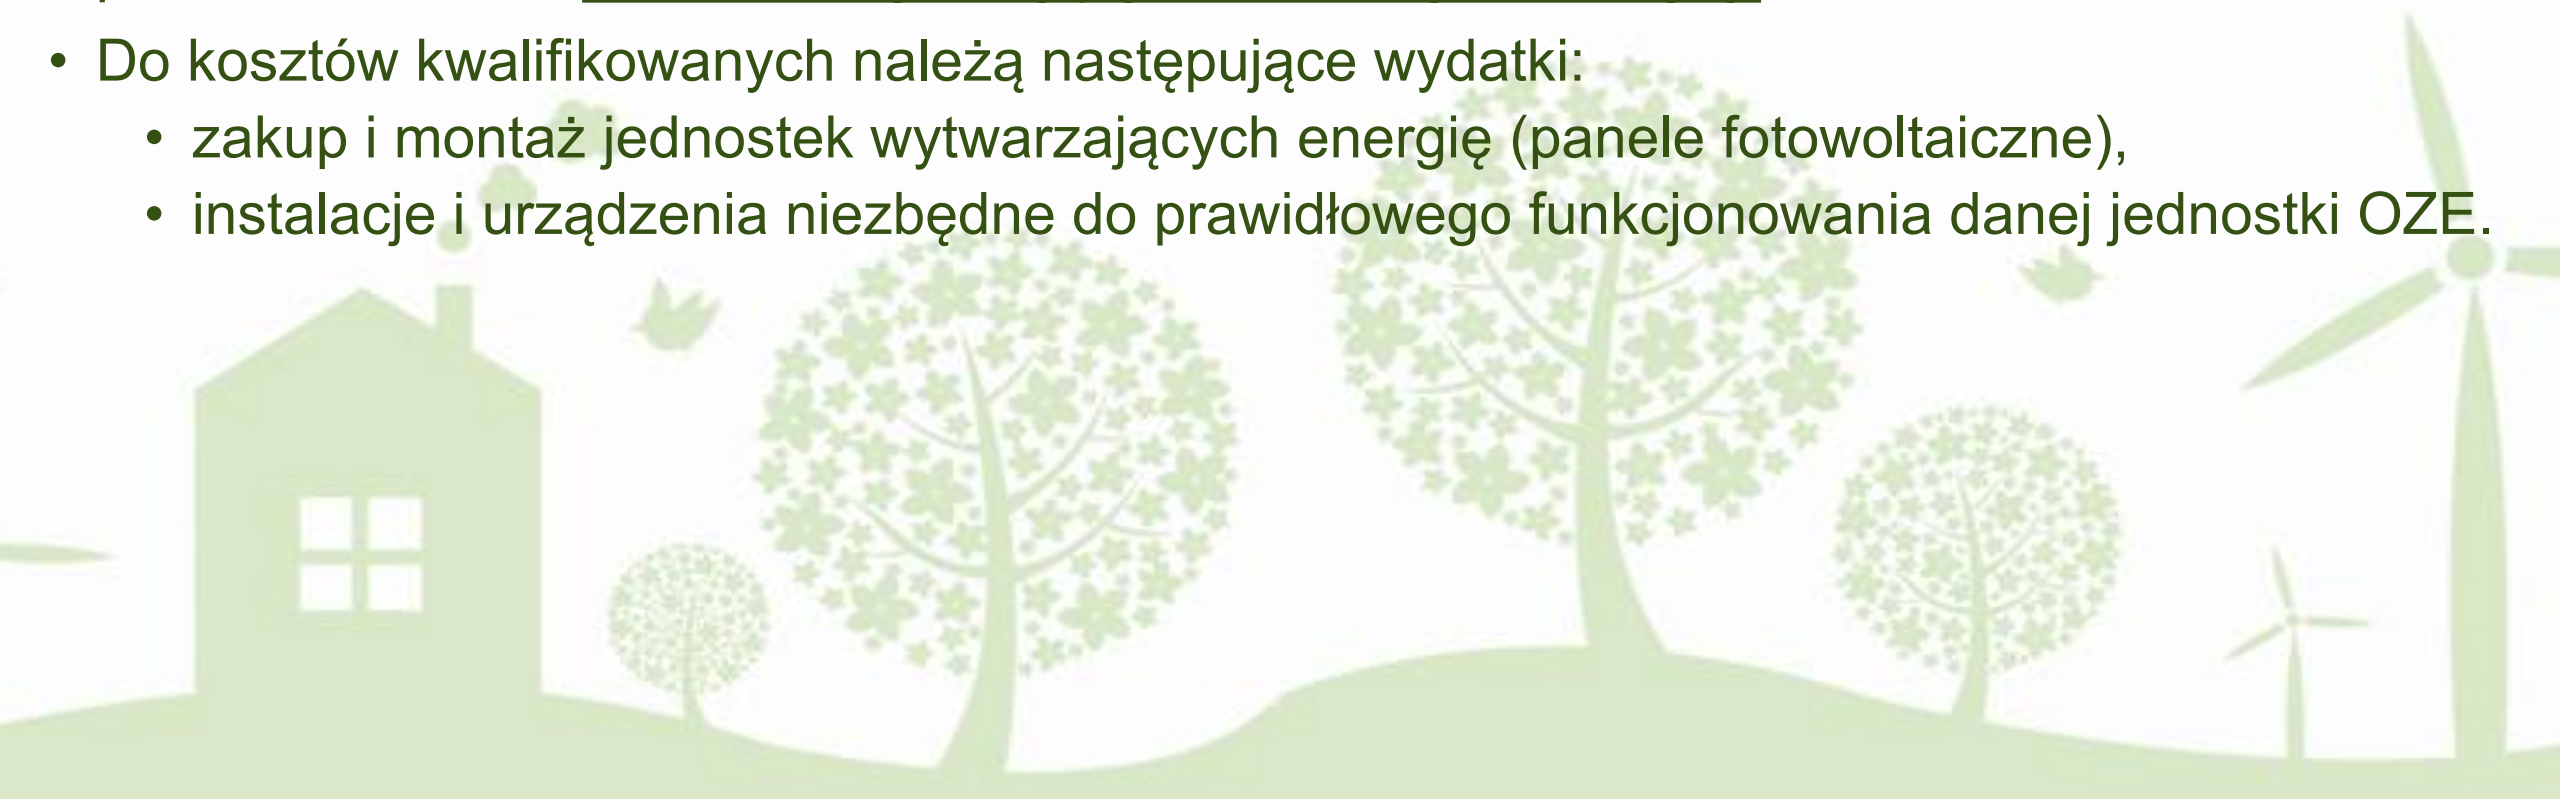 • Do kosztów kwalifikowanych należą następujące wydatki:
• zakup i montaż jednostek wytwarzających energię (panele fotowoltaiczne),
• instalacje i urządzenia niezbędne do prawidłowego funkcjonowania danej jednostki OZE.